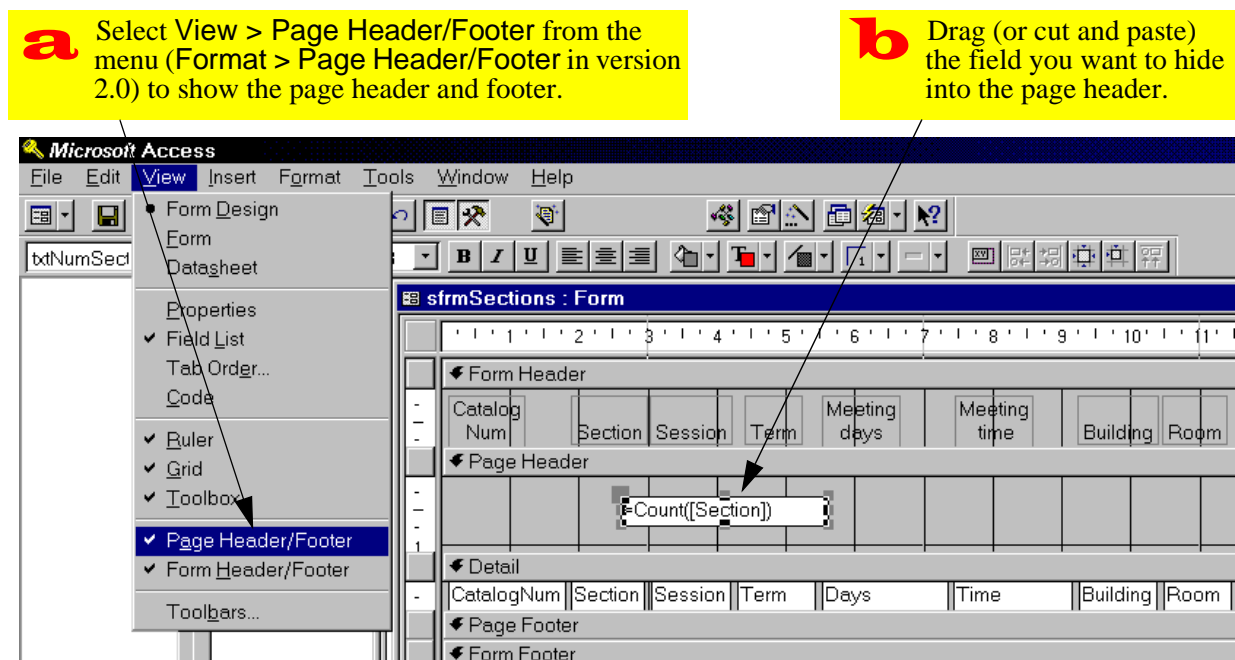 a
Select View > Page Header/Footer from the
menu (Format > Page Header/Footer in version
2.0) to show the page header and footer.
b
Drag (or cut and paste)
the field you want to hide
into the page header.
Microsoft Access
File Edit View Insert Format Tools Window Help
txtNumSect
B I U
Form Design
Form
Datasheet
Properties
Field List
Tab Order...
Code
Ruler
Grid
Toolbox
Page Header/Footer
Form Header/Footer
Toolbars...
sfrmSections : Form
1 2 3 4 5 6 7 8 9 10 11
Form Header
Catalog Num Section Session Term Meeting days Meeting time Building Room
Page Header
=Count([Section])
1
Detail
CatalogNum Section Session Term Days Time Building Room
Page Footer
Form Footer